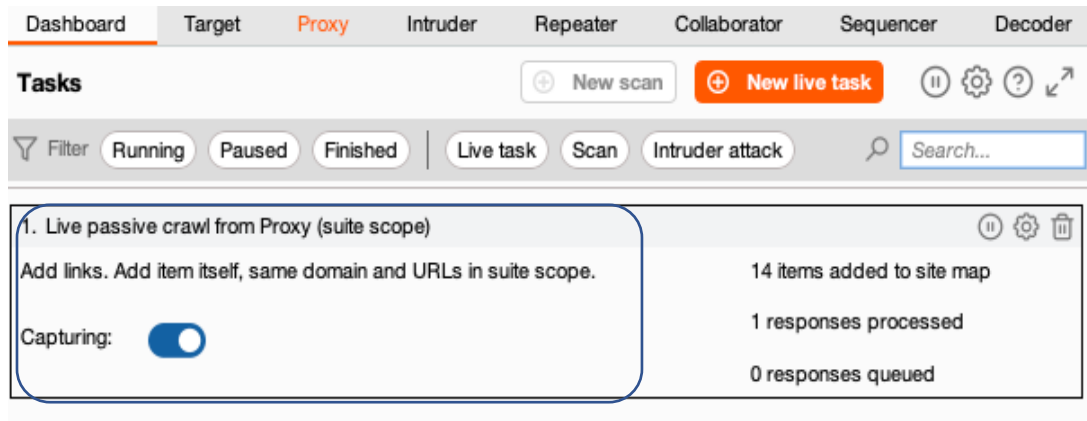 Dashboard Target Proxy Intruder Repeater Collaborator Sequencer Decoder
Tasks New scan New live task
Filter Running Paused Finished Live task Scan Intruder attack Search...
1. Live passive crawl from Proxy (suite scope)
Add links. Add item itself, same domain and URLs in suite scope. 14 items added to site map
1 responses processed
Capturing:
0 responses queued